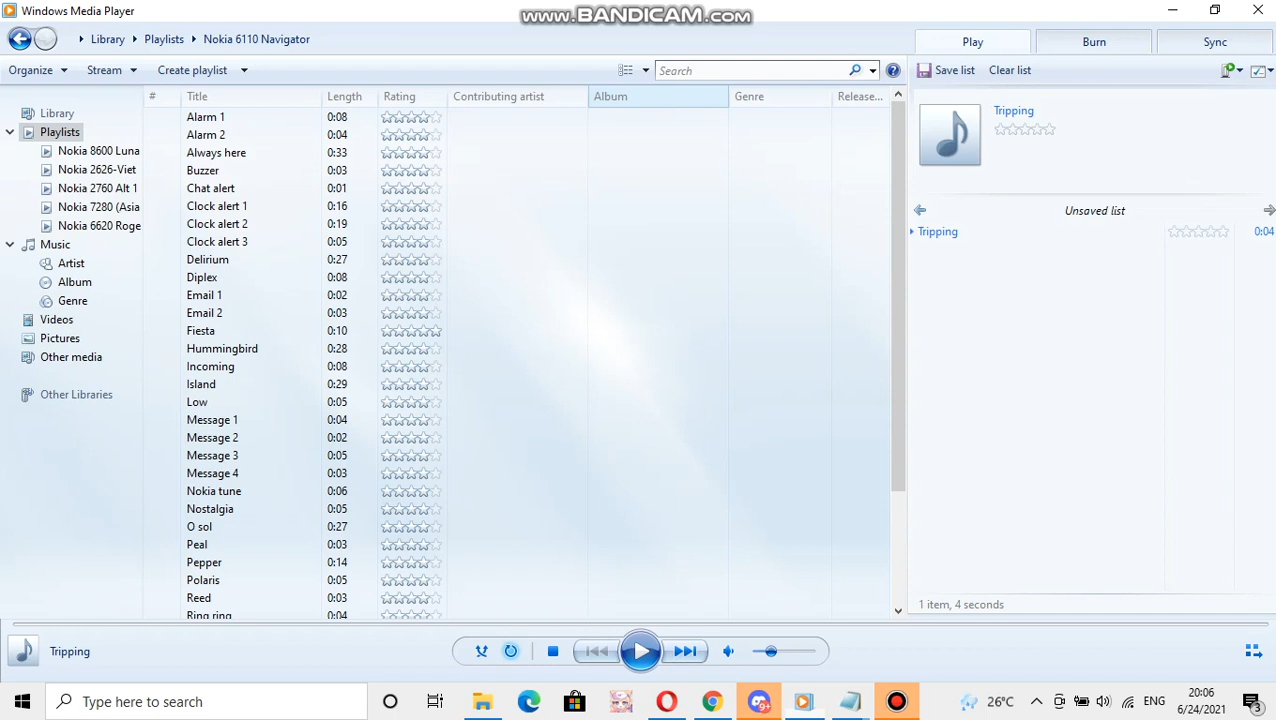 Windows Media Player
www.BANDICAM.com
Library Playlists Nokia 6110 Navigator
Play Burn Sync
Organize Stream Create playlist Search Save list Clear list
# Title Length Rating Contributing artist Album Genre Release...
Library
Playlists
Nokia 8600 Luna
Nokia 2626-Viet
Nokia 2760 Alt 1
Nokia 7280 (Asia
Nokia 6620 Roge
Music
Artist
Album
Genre
Videos
Pictures
Other media
Other Libraries
Alarm 1 0:08
Alarm 2 0:04
Always here 0:33
Buzzer 0:03
Chat alert 0:01
Clock alert 1 0:16
Clock alert 2 0:19
Clock alert 3 0:05
Delirium 0:27
Diplex 0:08
Email 1 0:02
Email 2 0:03
Fiesta 0:10
Hummingbird 0:28
Incoming 0:08
Island 0:29
Low 0:05
Message 1 0:04
Message 2 0:02
Message 3 0:05
Message 4 0:03
Nokia tune 0:06
Nostalgia 0:05
O sol 0:27
Peal 0:03
Pepper 0:14
Polaris 0:05
Reed 0:03
Ring ring 0:04
Tripping
Unsaved list
Tripping 0:04
1 item, 4 seconds
Tripping
Type here to search
9+
26°C ENG
20:06
6/24/2021
3